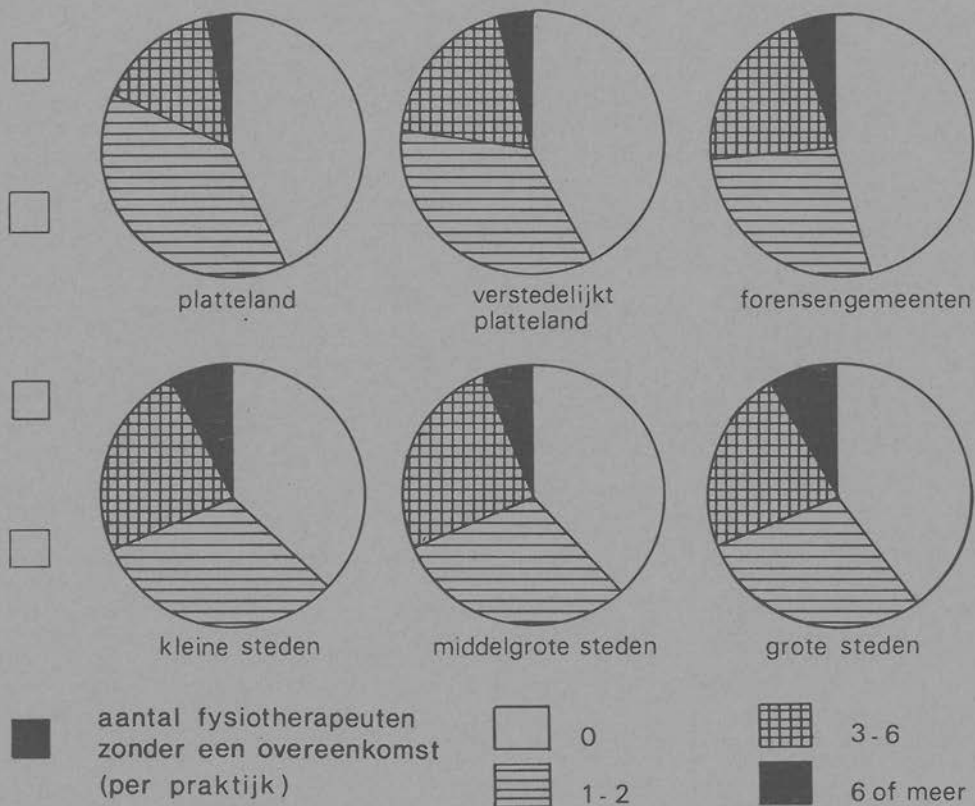 platteland
verstedelijkt
platteland
forensengemeenten
kleine steden
middelgrote steden
grote steden
aantal fysiotherapeuten
zonder een overeenkomst
(per praktijk)
0
1-2
3-6
6 of meer